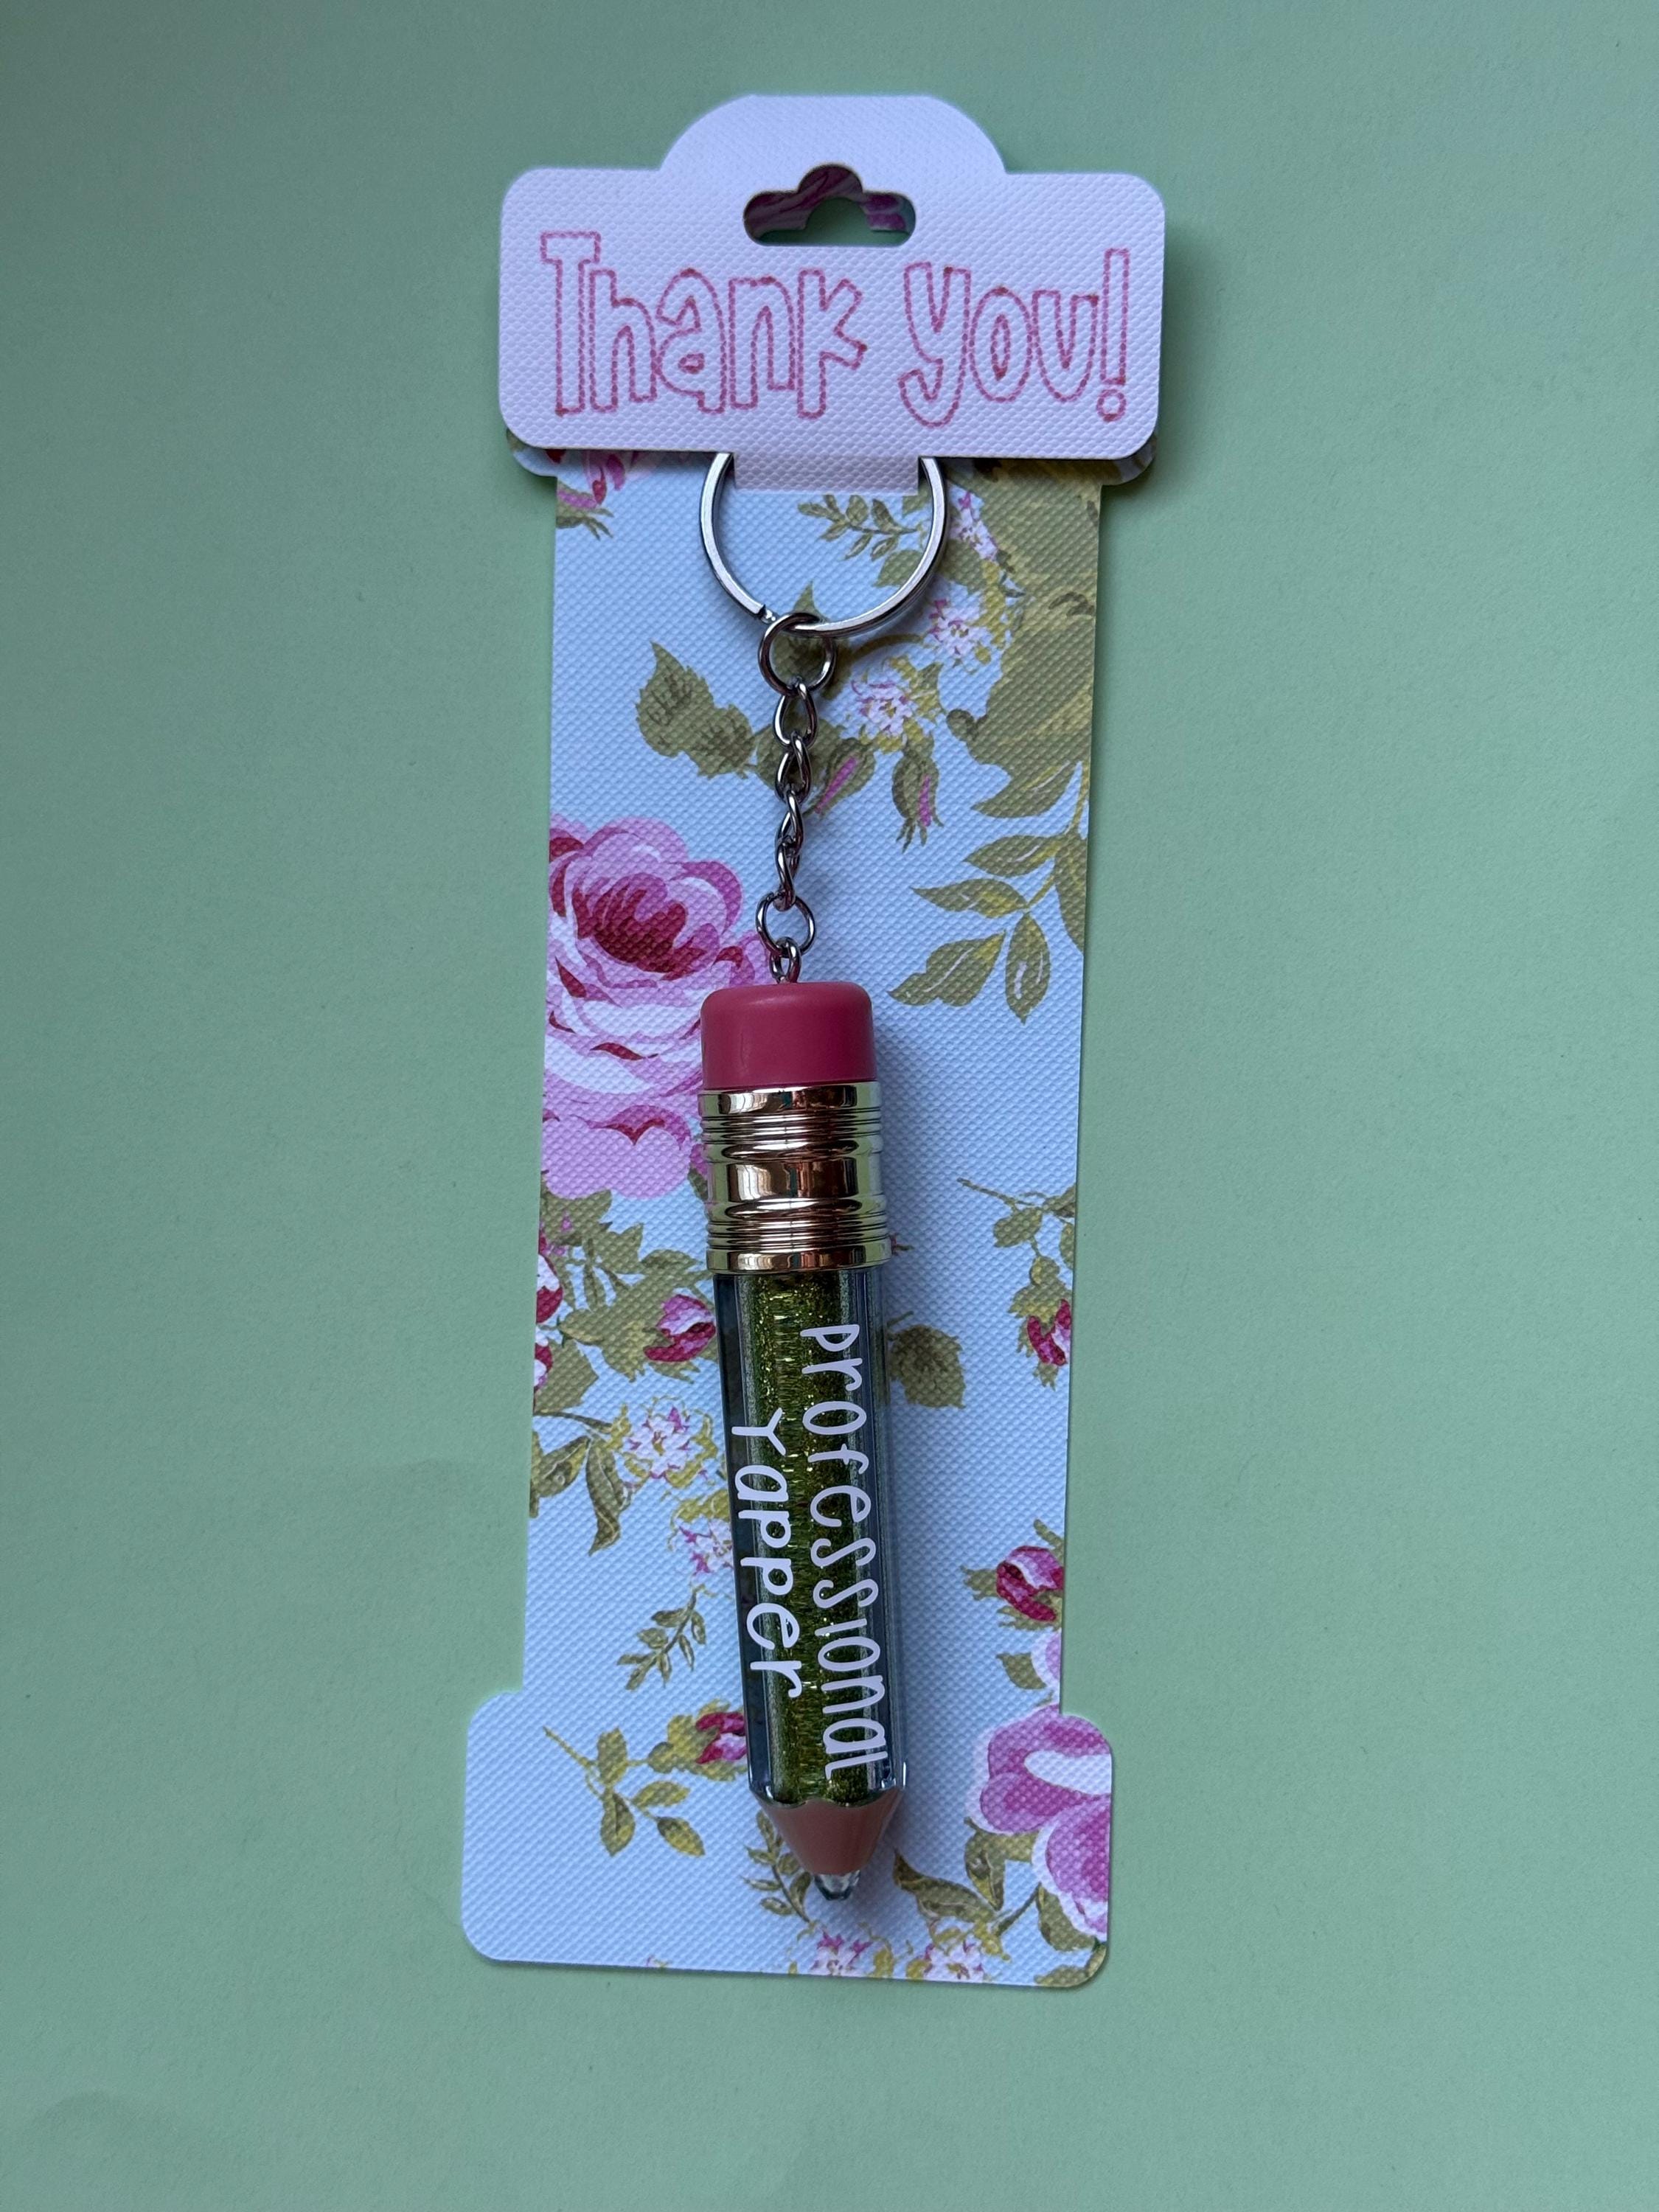 Thank you!
professional
Yapper